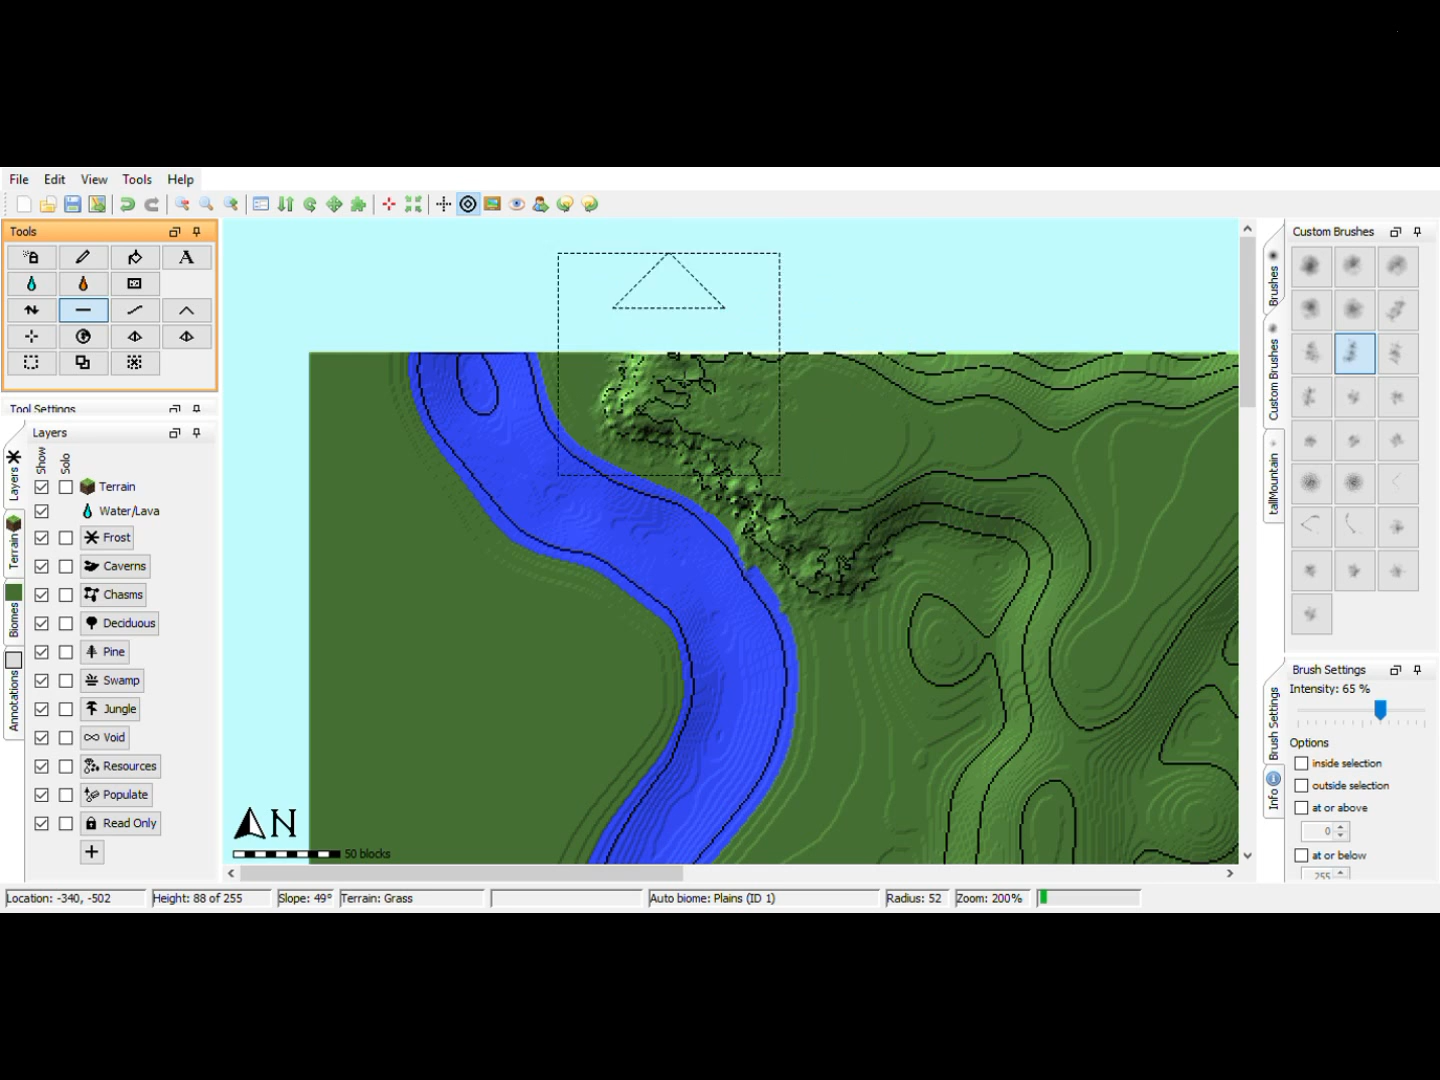 File Edit View Tools Help
Tools
A
Tool Settings
Layers
Show
Solo
Terrain
Water/Lava
Frost
Caverns
Chasms
Deciduous
Pine
Swamp
Jungle
Void
Resources
Populate
Read Only
+
Layers
Terrain
Biomes
Annotations
N
50 blocks
Brushes
Custom Brushes
tallMountain
Custom Brushes
Brush Settings
Info
Brush Settings
Intensity: 65 %
Options
inside selection
outside selection
at or above
0
at or below
255
Location: -340, -502 Height: 88 of 255 Slope: 49° Terrain: Grass Auto biome: Plains (ID 1) Radius: 52 Zoom: 200%